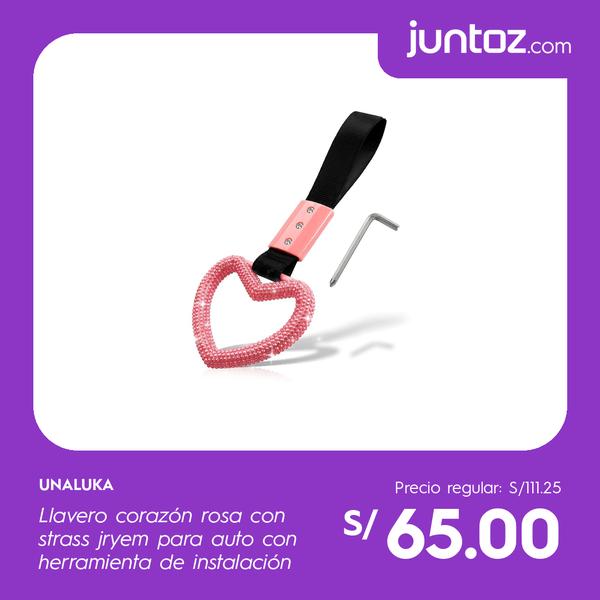 juntoz.com
UNALUKA
Llavero corazón rosa con
strass jryem para auto con
herramienta de instalación
Precio regular: S/111.25
S/ 65.00